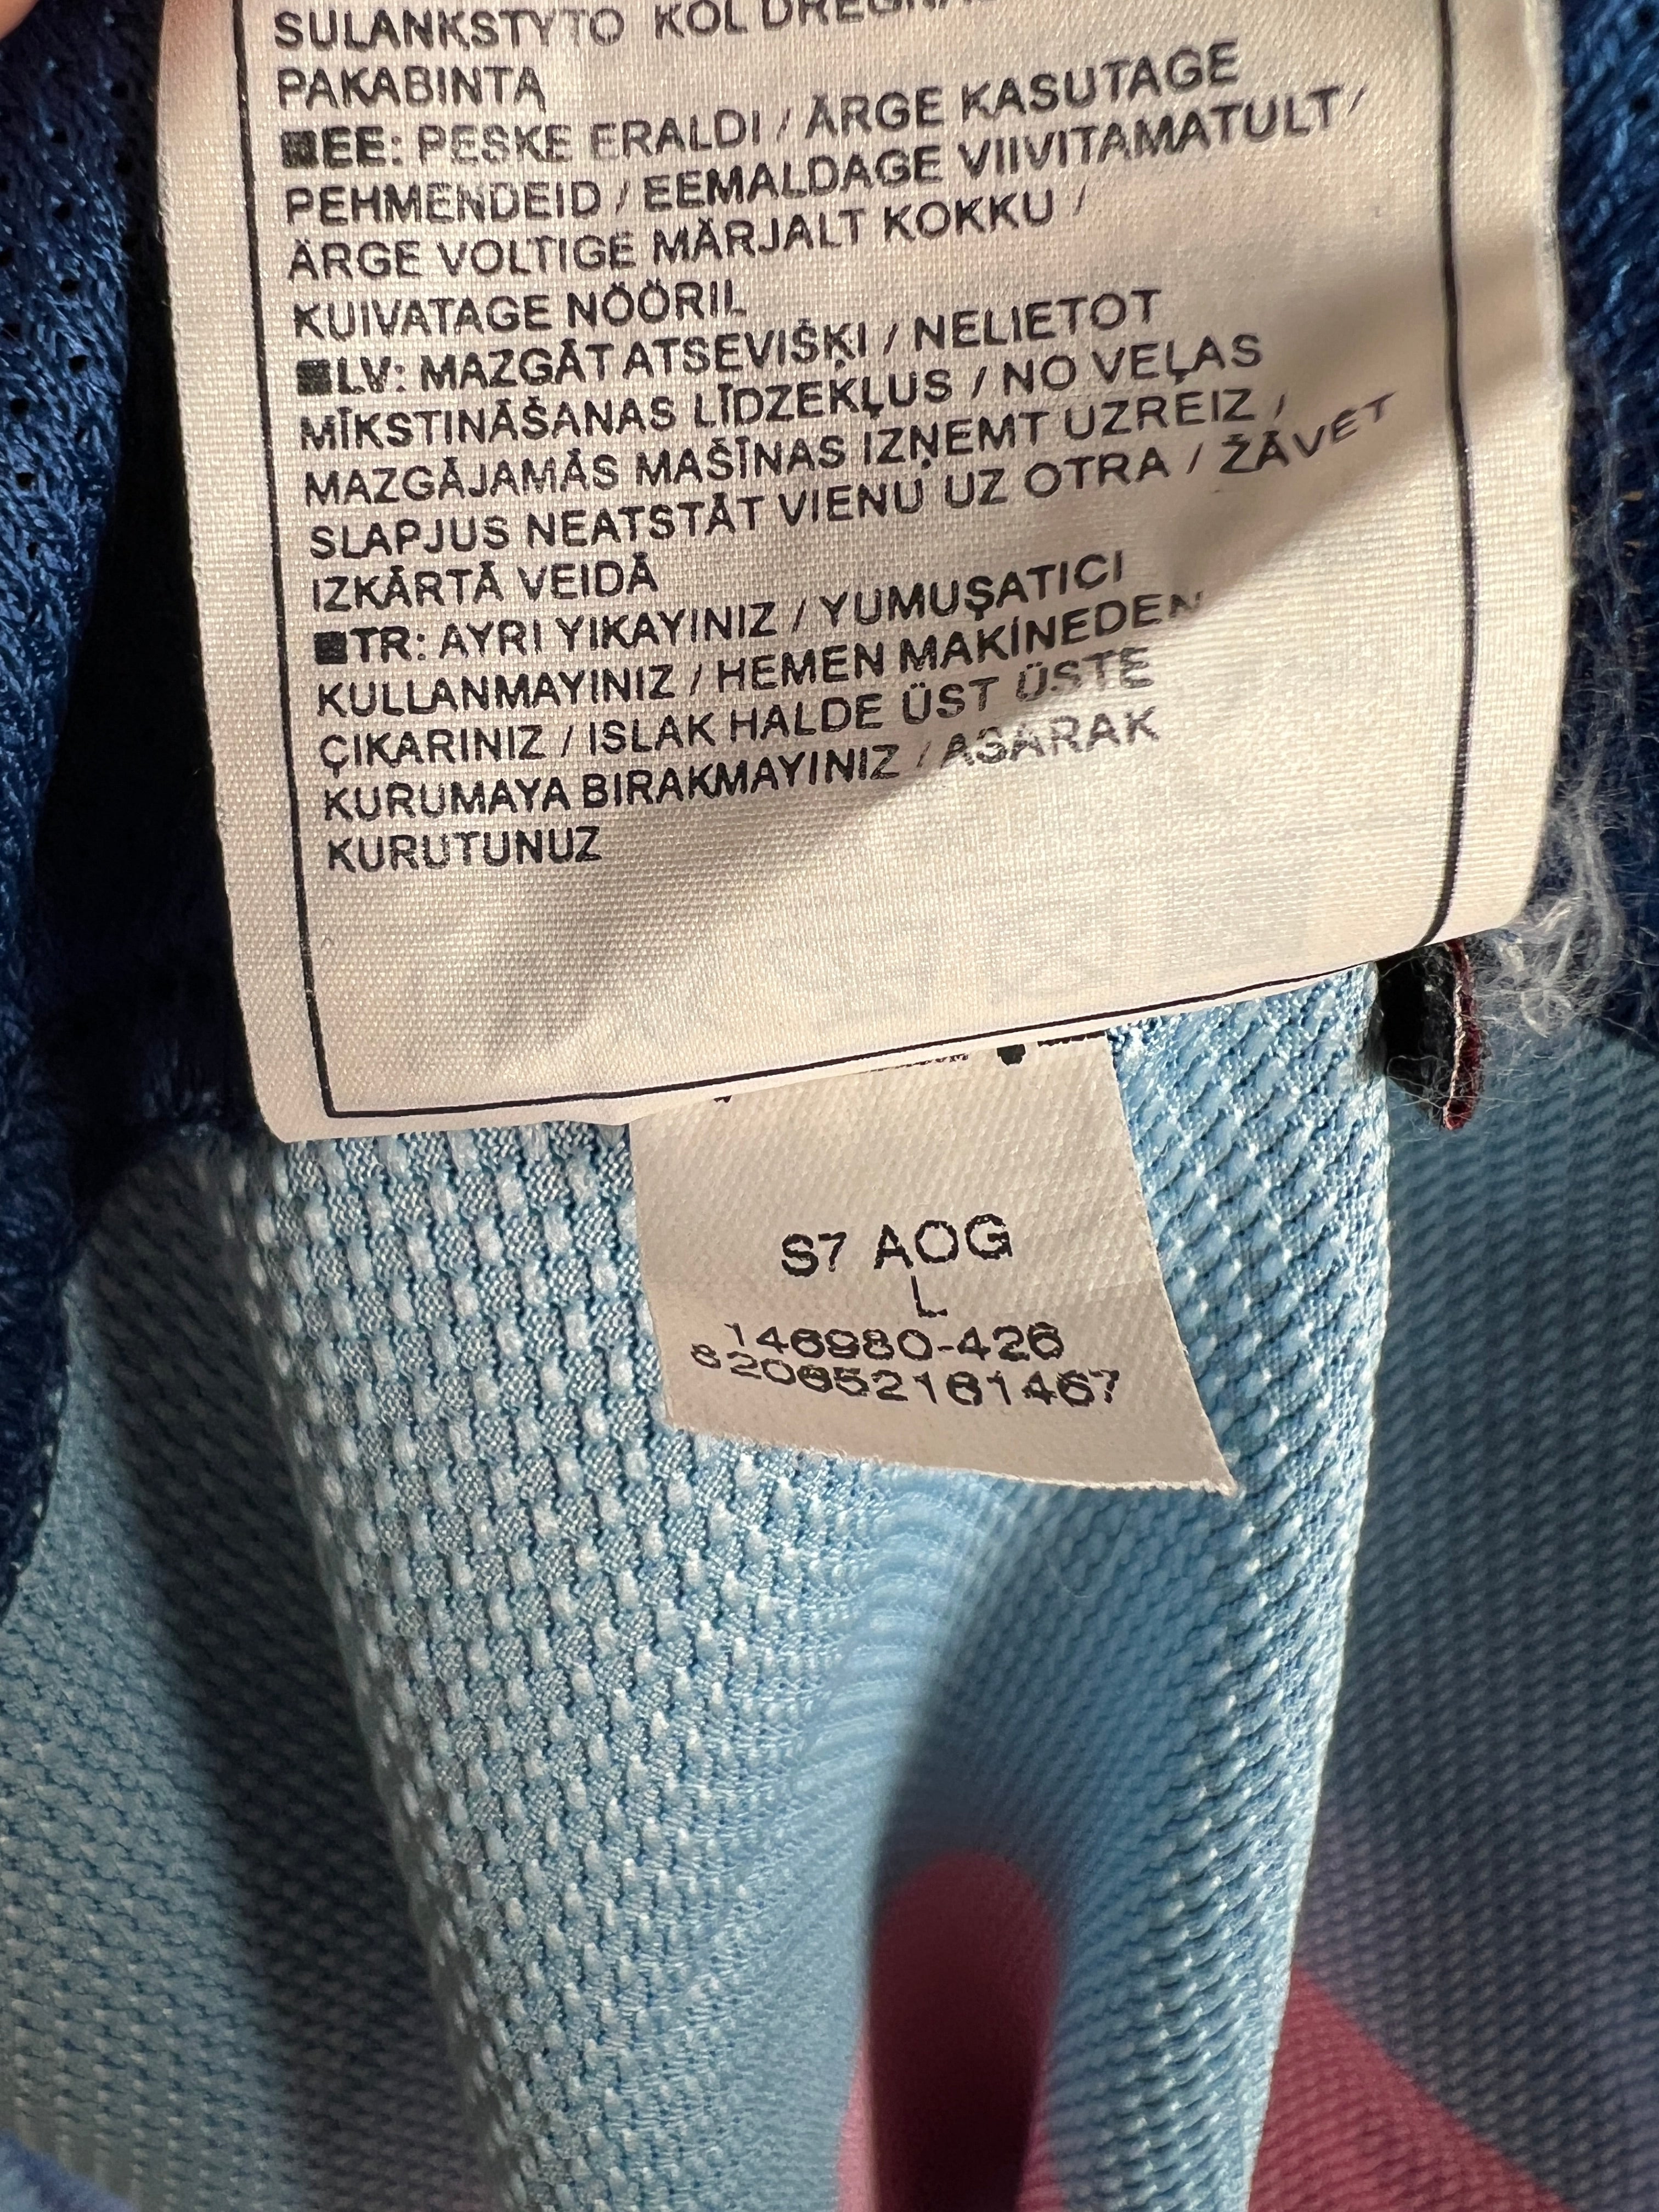 SULANKSTYTO KOL DRĖGNAS
PAKABINTA
EE: PESKE ERALDI / ÄRGE KASUTAGE
PEHMENDEID / EEMALDAGE VIIVITAMATULT /
ÄRGE VOLTIGE MÄRJALT KOKKU /
KUIVATAGE NÖÖRIL
LV: MAZGĀT ATSEVIŠĶI / NELIETOT
MĪKSTINĀŠANAS LĪDZEKĻUS / NO VEĻAS
MAZGĀJAMĀS MAŠĪNAS IZŅEMT UZREIZ /
SLAPJUS NEATSTĀT VIENU UZ OTRA / ŽĀVĒT
IZKĀRTĀ VEIDĀ
TR: AYRI YIKAYINIZ / YUMUŞATICI
KULLANMAYINIZ / HEMEN MAKİNEDEN
ÇIKARINIZ / ISLAK HALDE ÜST ÜSTE
KURUMAYA BIRAKMAYINIZ / ASARAK
KURUTUNUZ
S7 AOG
L
146980-426
820652161467